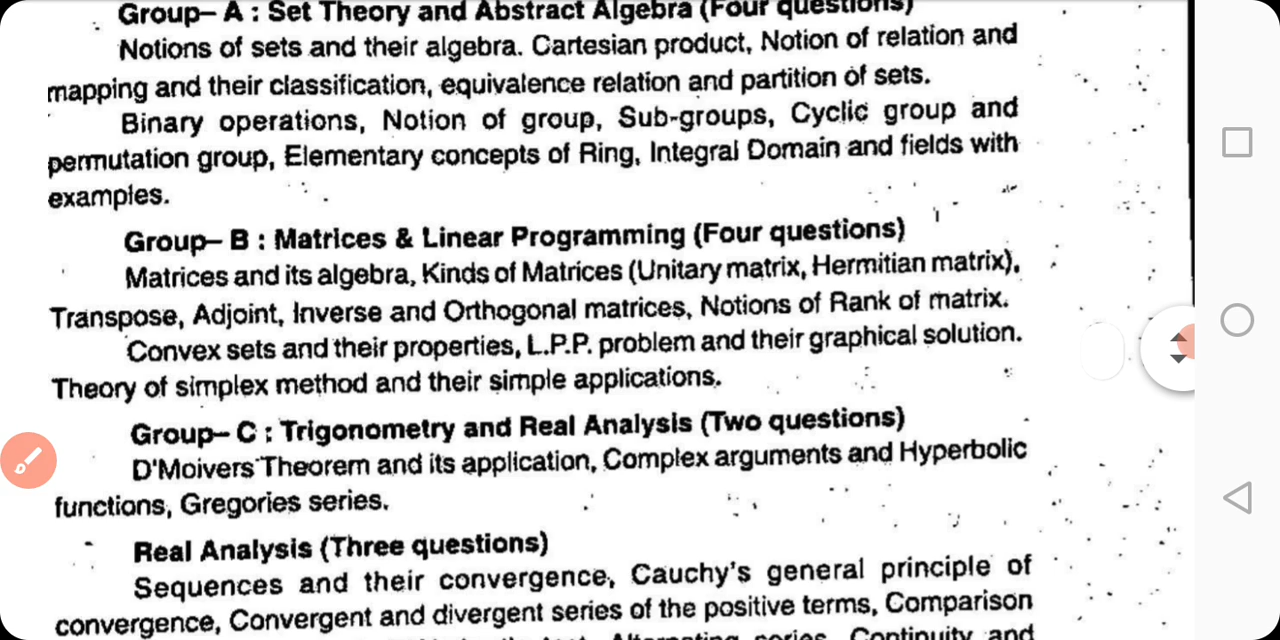 Group– A : Set Theory and Abstract Algebra (Four questions)
Notions of sets and their algebra. Cartesian product, Notion of relation and
mapping and their classification, equivalence relation and partition of sets.
Binary operations, Notion of group, Sub-groups, Cyclic group and
permutation group, Elementary concepts of Ring, Integral Domain and fields with
examples.
Group– B : Matrices & Linear Programming (Four questions)
Matrices and its algebra, Kinds of Matrices (Unitary matrix, Hermitian matrix),
Transpose, Adjoint, Inverse and Orthogonal matrices, Notions of Rank of matrix.
Convex sets and their properties, L.P.P. problem and their graphical solution.
Theory of simplex method and their simple applications.
Group– C : Trigonometry and Real Analysis (Two questions)
D'Moivers Theorem and its application, Complex arguments and Hyperbolic
functions, Gregories series.
Real Analysis (Three questions)
Sequences and their convergence, Cauchy's general principle of
convergence, Convergent and divergent series of the positive terms, Comparison
Alternating series, Continuity and